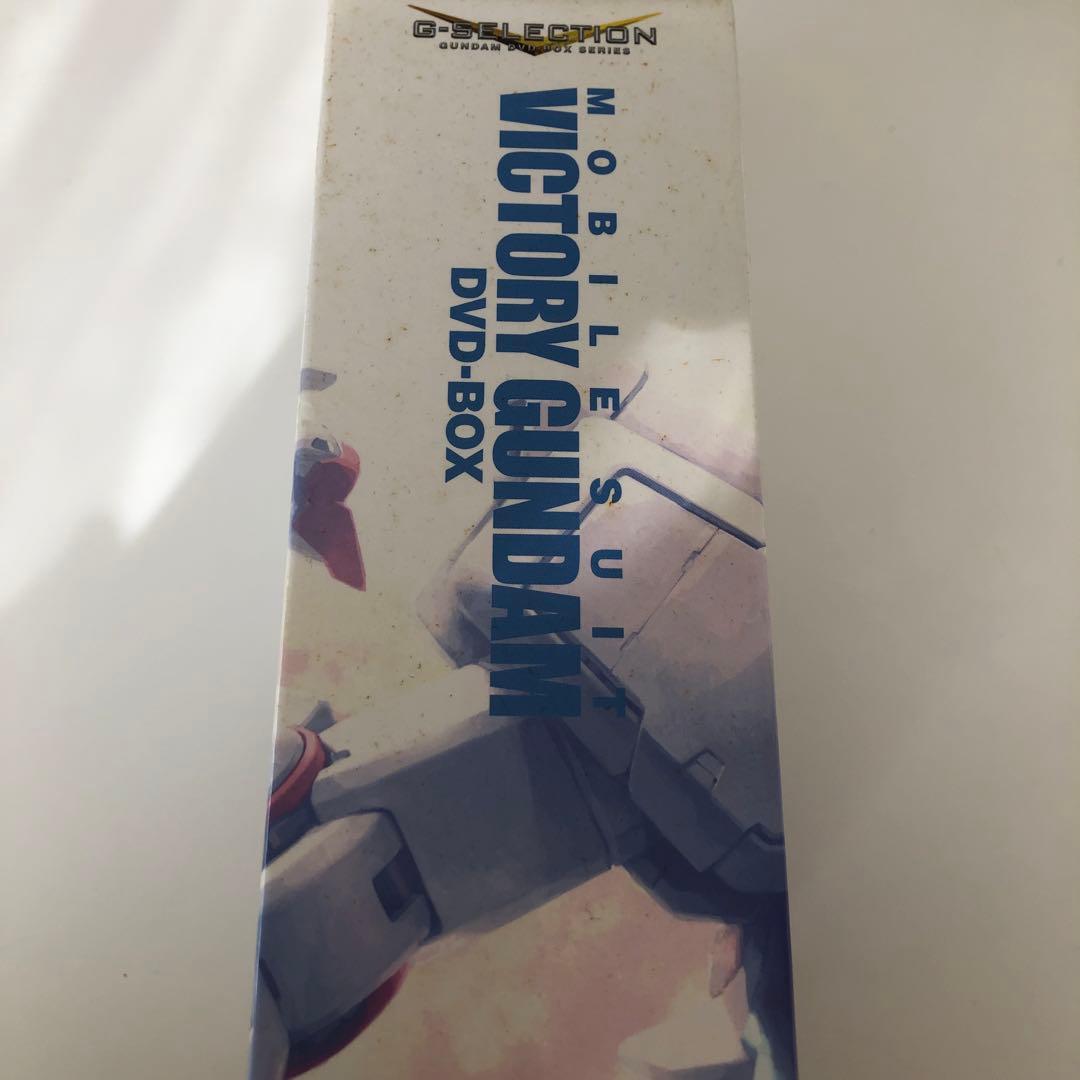 G-SELECTION
GUNDAM DVD-BOX SERIES
MOBILE SUIT
VICTORY GUNDAM
DVD-BOX